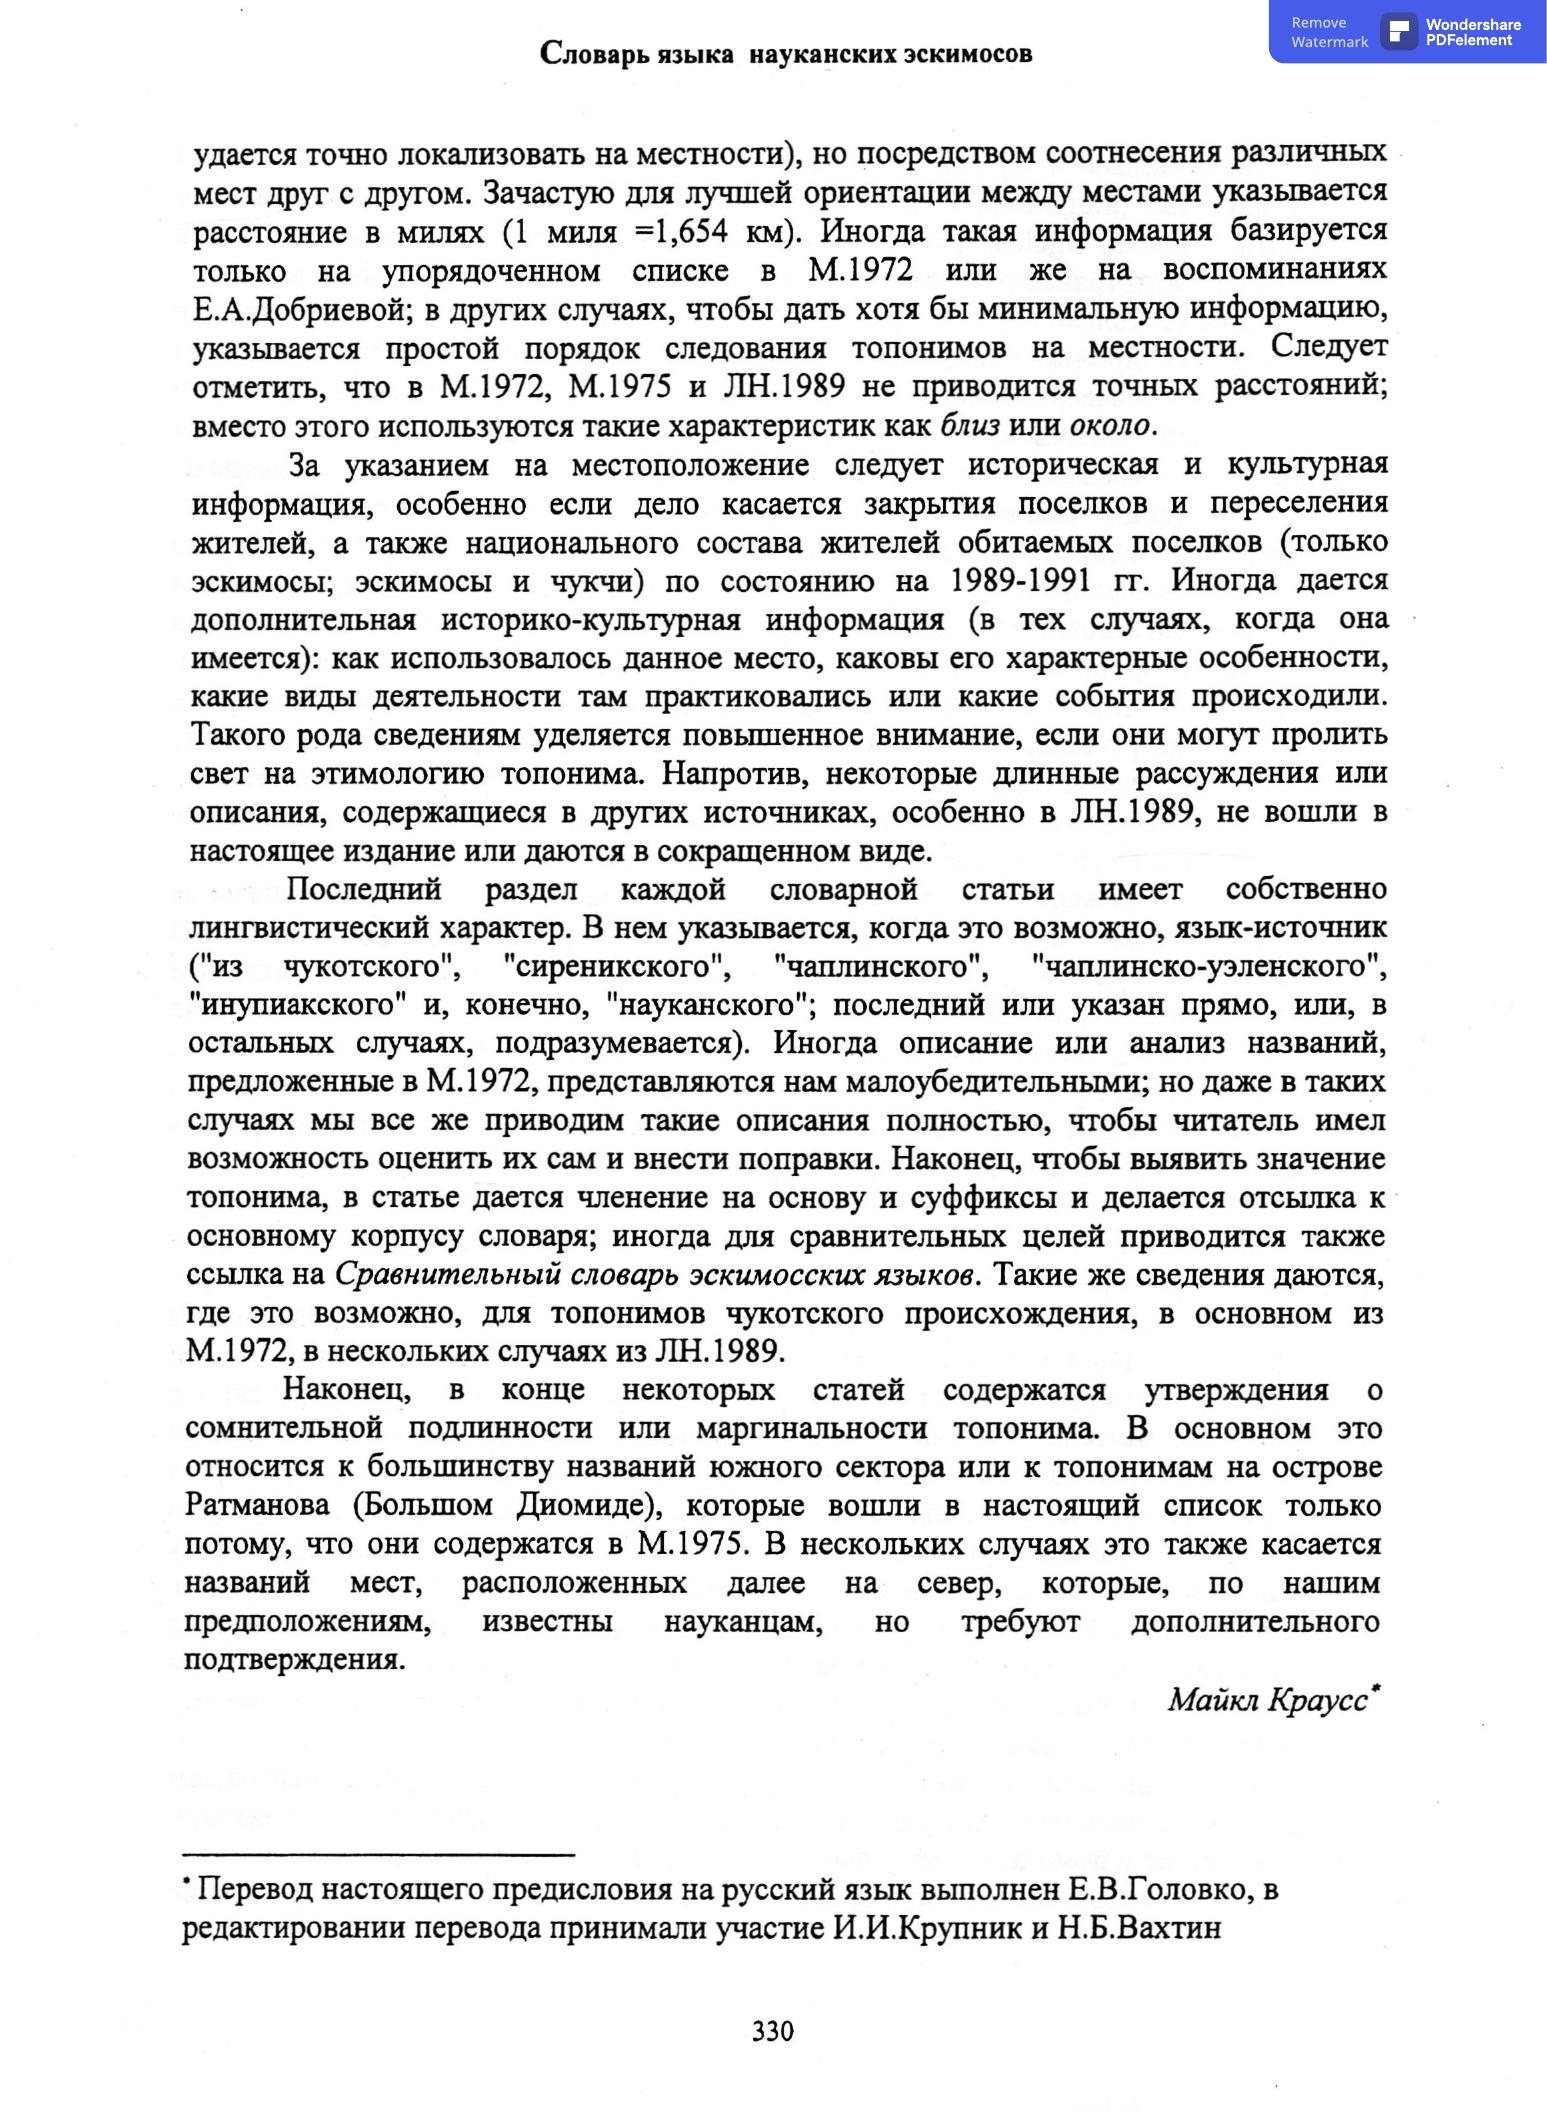 Remove
Watermark
Wondershare
PDFelement
Словарь языка науканских эскимосов
удается точно локализовать на местности), но посредством соотнесения различных
мест друг с другом. Зачастую для лучшей ориентации между местами указывается
расстояние в милях (1 миля =1,654 км). Иногда такая информация базируется
только на упорядоченном списке в М.1972 или же на воспоминаниях
Е.А.Добриевой; в других случаях, чтобы дать хотя бы минимальную информацию,
указывается простой порядок следования топонимов на местности. Следует
отметить, что в М.1972, М.1975 и ЛН.1989 не приводится точных расстояний;
вместо этого используются такие характеристик как близ или около.
За указанием на местоположение следует историческая и культурная
информация, особенно если дело касается закрытия поселков и переселения
жителей, а также национального состава жителей обитаемых поселков (только
эскимосы; эскимосы и чукчи) по состоянию на 1989-1991 гг. Иногда дается
дополнительная историко-культурная информация (в тех случаях, когда она
имеется): как использовалось данное место, каковы его характерные особенности,
какие виды деятельности там практиковались или какие события происходили.
Такого рода сведениям уделяется повышенное внимание, если они могут пролить
свет на этимологию топонима. Напротив, некоторые длинные рассуждения или
описания, содержащиеся в других источниках, особенно в ЛН.1989, не вошли в
настоящее издание или даются в сокращенном виде.
Последний раздел каждой словарной статьи имеет собственно
лингвистический характер. В нем указывается, когда это возможно, язык-источник
("из чукотского", "сиреникского", "чаплинского", "чаплинско-уэленского",
"инупиакского" и, конечно, "науканского"; последний или указан прямо, или, в
остальных случаях, подразумевается). Иногда описание или анализ названий,
предложенные в М.1972, представляются нам малоубедительными; но даже в таких
случаях мы все же приводим такие описания полностью, чтобы читатель имел
возможность оценить их сам и внести поправки. Наконец, чтобы выявить значение
топонима, в статье дается членение на основу и суффиксы и делается отсылка к
основному корпусу словаря; иногда для сравнительных целей приводится также
ссылка на Сравнительный словарь эскимосских языков. Такие же сведения даются,
где это возможно, для топонимов чукотского происхождения, в основном из
М.1972, в нескольких случаях из ЛН.1989.
Наконец, в конце некоторых статей содержатся утверждения о
сомнительной подлинности или маргинальности топонима. В основном это
относится к большинству названий южного сектора или к топонимам на острове
Ратманова (Большом Диомиде), которые вошли в настоящий список только
потому, что они содержатся в М.1975. В нескольких случаях это также касается
названий мест, расположенных далее на север, которые, по нашим
предположениям, известны науканцам, но требуют дополнительного
подтверждения.
Майкл Краусс*
* Перевод настоящего предисловия на русский язык выполнен Е.В.Головко, в
редактировании перевода принимали участие И.И.Крупник и Н.Б.Вахтин
330